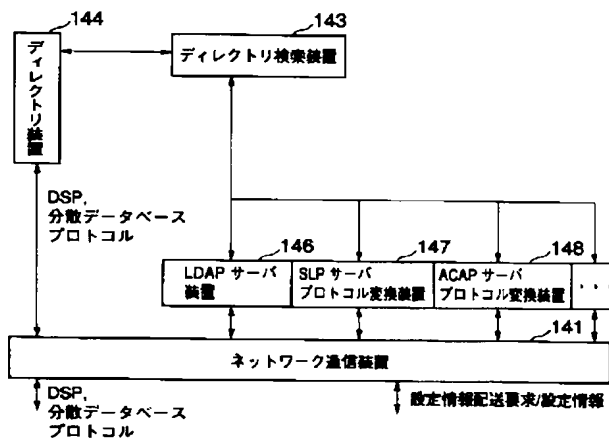 144
143
ディレクトリ装置
ディレクトリ検索装置
DSP,
分散データベース
プロトコル
146
147
148
LDAP サーバ
装置
SLP サーバ
プロトコル変換装置
ACAP サーバ
プロトコル変換装置
...
141
ネットワーク通信装置
DSP,
分散データベース
プロトコル
設定情報配送要求/設定情報